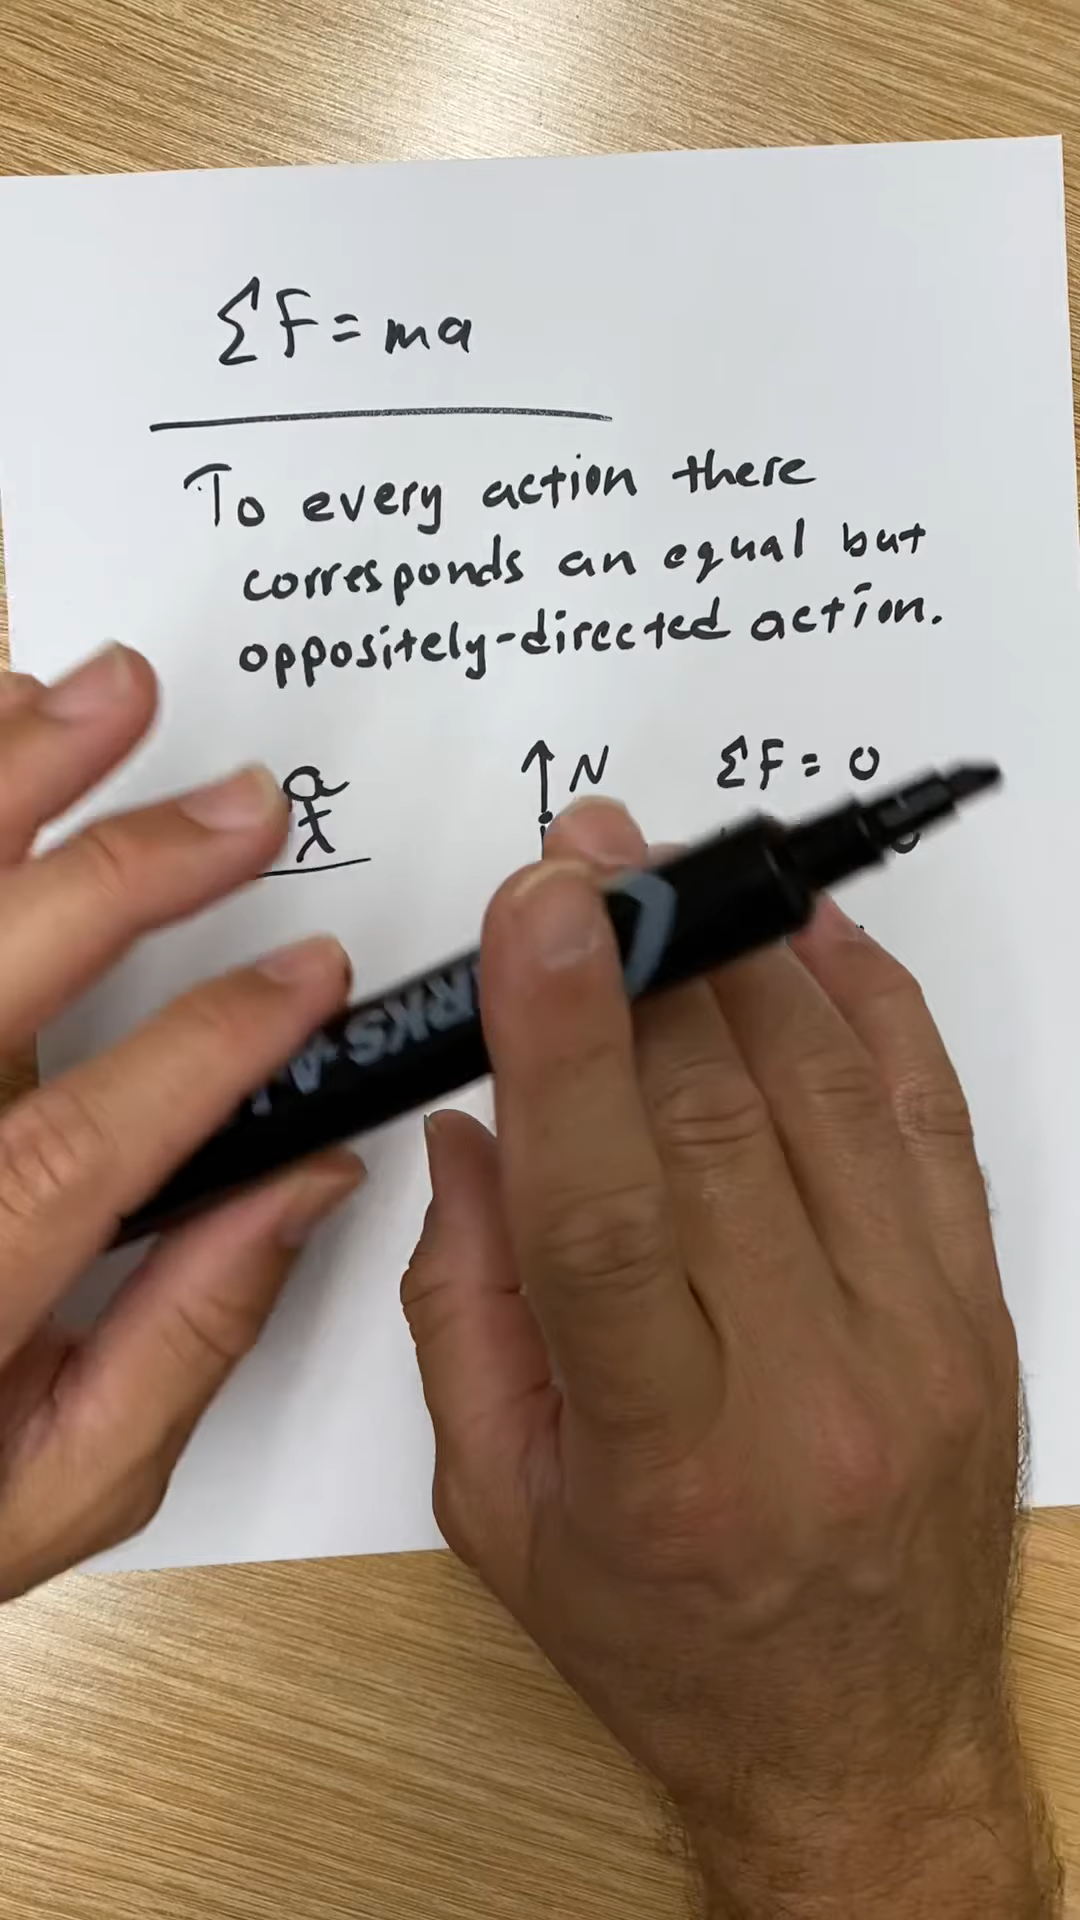 ΣF = ma
To every action there
corresponds an equal but
oppositely-directed action.
N
ΣF = 0